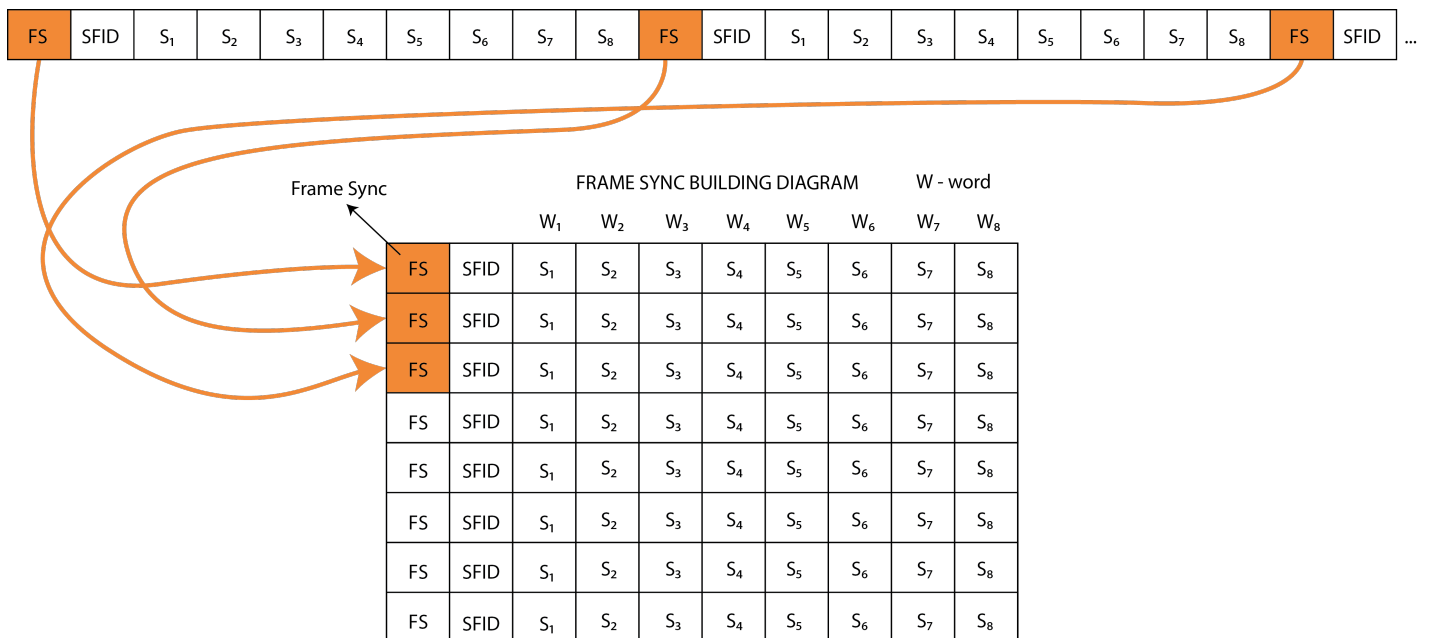 FS SFID S₁ S₂ S₃ S₄ S₅ S₆ S₇ S₈ FS SFID S₁ S₂ S₃ S₄ S₅ S₆ S₇ S₈ FS SFID ...
FRAME SYNC BUILDING DIAGRAM W - word
Frame Sync
W₁ W₂ W₃ W₄ W₅ W₆ W₇ W₈
FS SFID S₁ S₂ S₃ S₄ S₅ S₆ S₇ S₈
FS SFID S₁ S₂ S₃ S₄ S₅ S₆ S₇ S₈
FS SFID S₁ S₂ S₃ S₄ S₅ S₆ S₇ S₈
FS SFID S₁ S₂ S₃ S₄ S₅ S₆ S₇ S₈
FS SFID S₁ S₂ S₃ S₄ S₅ S₆ S₇ S₈
FS SFID S₁ S₂ S₃ S₄ S₅ S₆ S₇ S₈
FS SFID S₁ S₂ S₃ S₄ S₅ S₆ S₇ S₈
FS SFID S₁ S₂ S₃ S₄ S₅ S₆ S₇ S₈